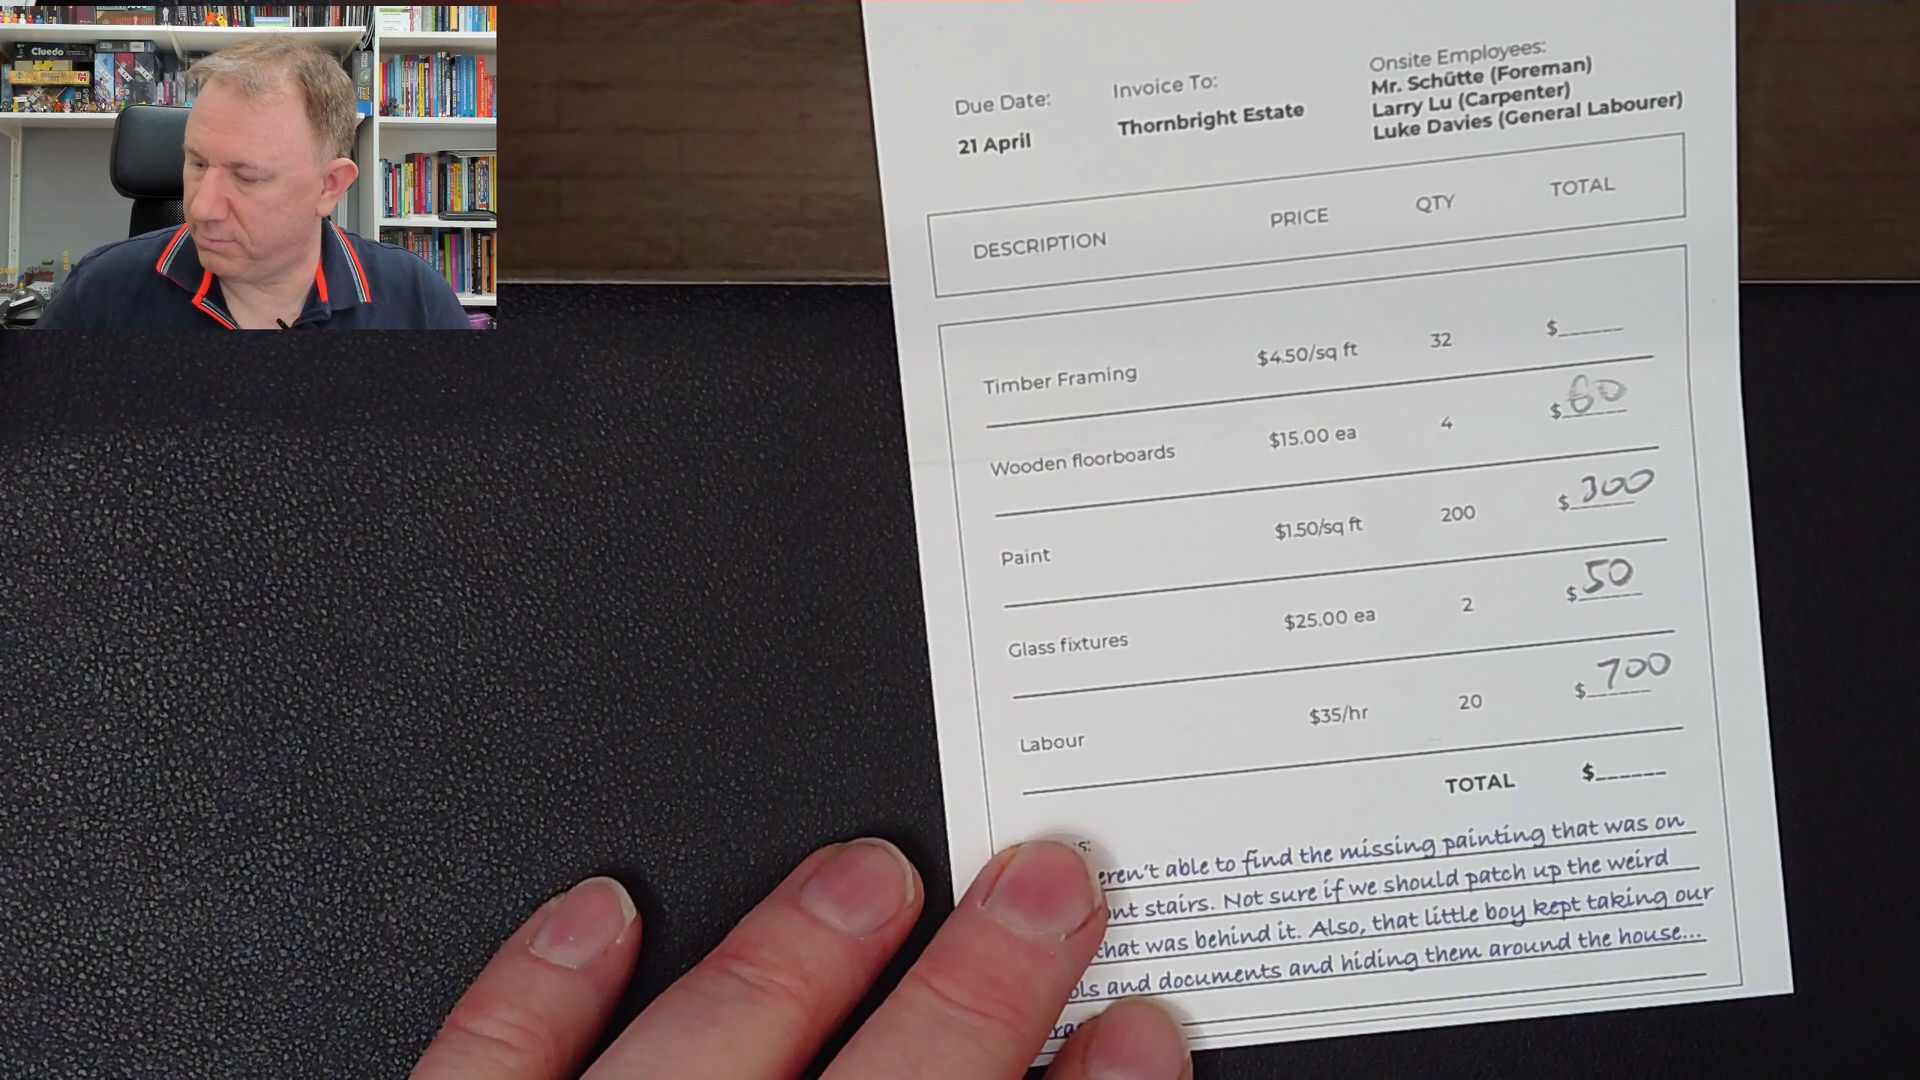 Cluedo
Due Date:
21 April
Invoice To:
Thornbright Estate
Onsite Employees:
Mr. Schütte (Foreman)
Larry Lu (Carpenter)
Luke Davies (General Labourer)
DESCRIPTION PRICE QTY TOTAL
Timber Framing $4.50/sq ft 32 $______
Wooden floorboards $15.00 ea 4 $60
Paint $1.50/sq ft 200 $300
Glass fixtures $25.00 ea 2 $50
Labour $35/hr 20 $700
TOTAL $______
able to find the missing painting that was on
stairs. Not sure if we should patch up the weird
that was behind it. Also, that little boy kept taking our
and documents and hiding them around the house...